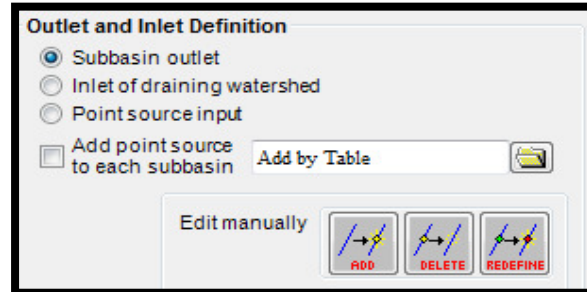 Outlet and Inlet Definition
Subbasin outlet
Inlet of draining watershed
Point source input
Add point source
to each subbasin
Add by Table
Edit manually
ADD DELETE REDEFINE